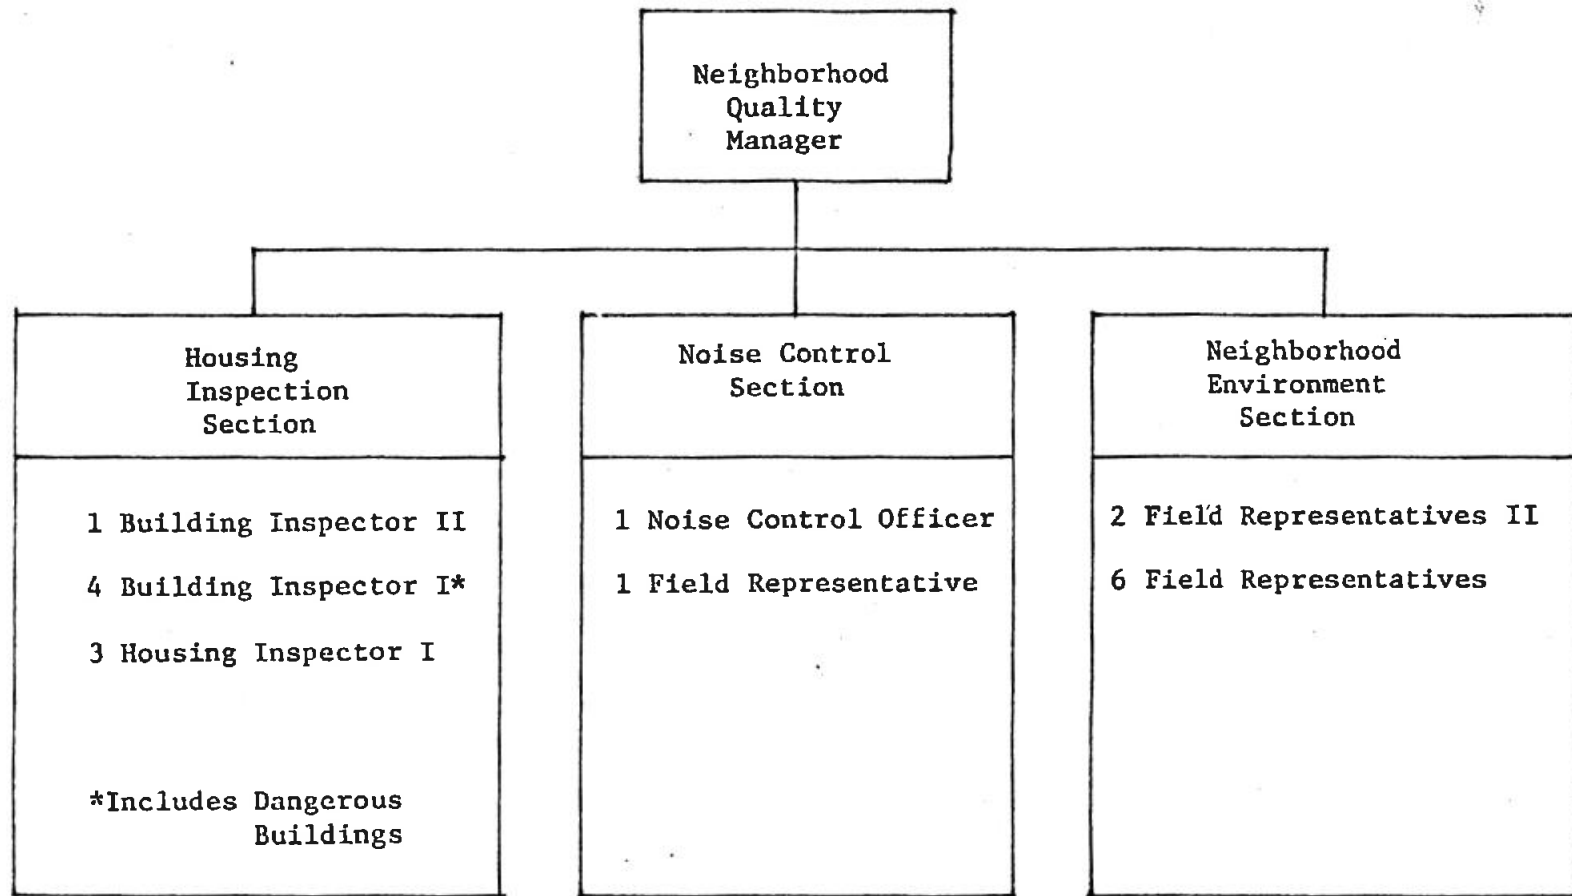 Neighborhood
Quality
Manager
Housing
Inspection
Section
1 Building Inspector II
4 Building Inspector I*
3 Housing Inspector I
*Includes Dangerous
Buildings
Noise Control
Section
1 Noise Control Officer
1 Field Representative
Neighborhood
Environment
Section
2 Field Representatives II
6 Field Representatives